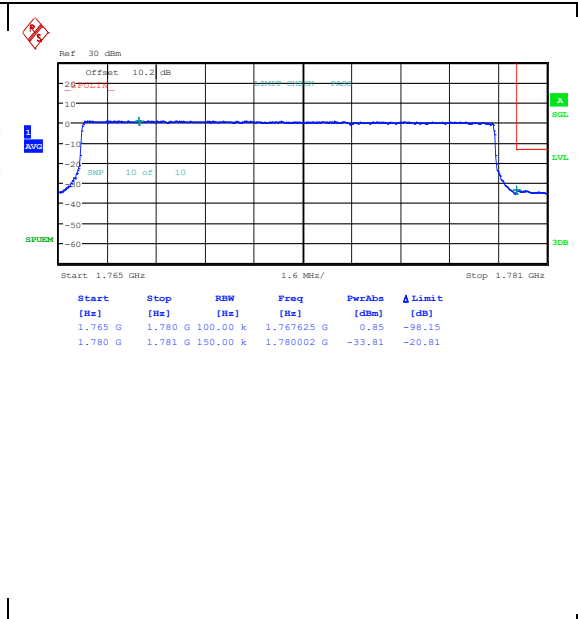 R S
Ref 30 dBm
Offset 10.2 dB
20
LIMIT CHECK PASS
A
10
SGL
0
1
AVG
-10
LVL
-20
SWP 10 of 10
-30
-40
-50
SPUEM
-60
3DB
Start 1.765 GHz 1.6 MHz/ Stop 1.781 GHz
Start Stop RBW Freq PwrAbs Δ Limit
[Hz] [Hz] [Hz] [Hz] [dBm] [dB]
1.765 G 1.780 G 100.00 k 1.767625 G 0.85 -98.15
1.780 G 1.781 G 150.00 k 1.780002 G -33.81 -20.81